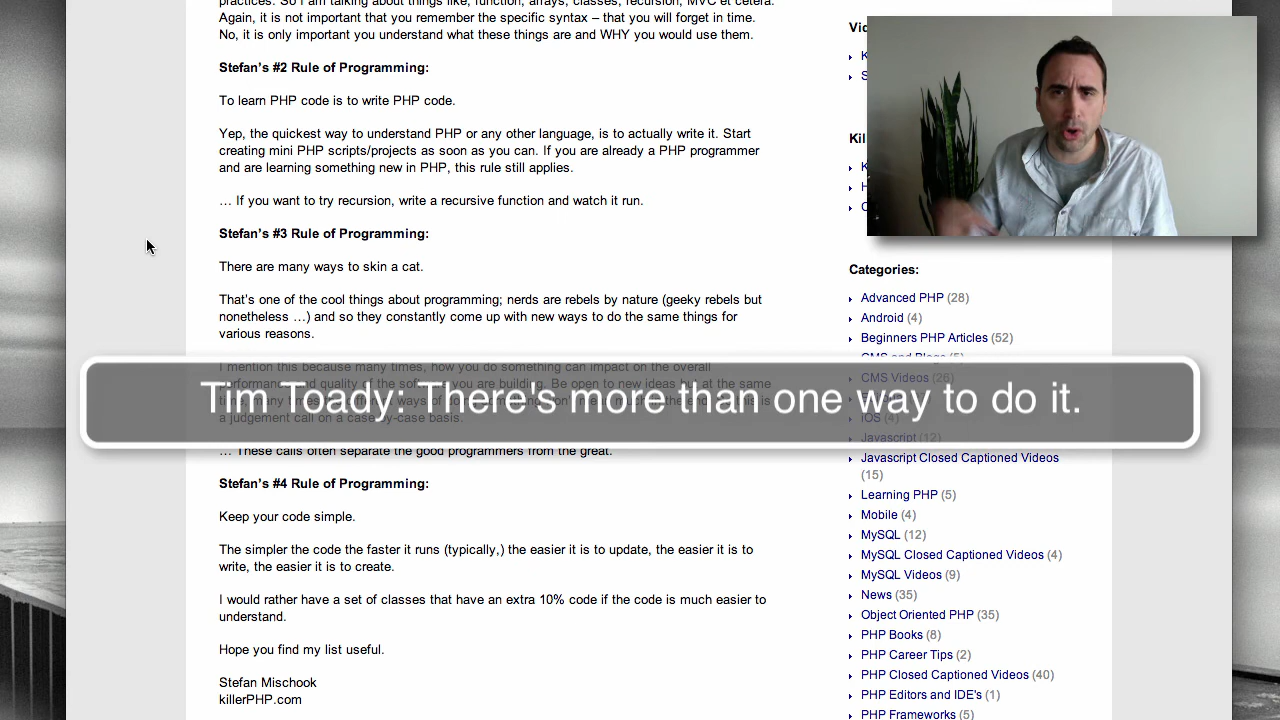 practices. So I am talking about things like, function, arrays, classes, recursion, MVC et cetera.
Again, it is not important that you remember the specific syntax – that you will forget in time.
No, it is only important you understand what these things are and WHY you would use them.
Stefan's #2 Rule of Programming:
To learn PHP code is to write PHP code.
Yep, the quickest way to understand PHP or any other language, is to actually write it. Start
creating mini PHP scripts/projects as soon as you can. If you are already a PHP programmer
and are learning something new in PHP, this rule still applies.
… If you want to try recursion, write a recursive function and watch it run.
Stefan's #3 Rule of Programming:
There are many ways to skin a cat.
That's one of the cool things about programming; nerds are rebels by nature (geeky rebels but
nonetheless …) and so they constantly come up with new ways to do the same things for
various reasons.
I mention this because many times, how you do something can impact on the overall
performance and quality of the software you are building. Be open to new ideas but at the same
time, many times the different ways of doing something
a judgement call on a case-by-case basis.
Tim Toady: There's more than one way to do it.
… These calls often separate the good programmers from the great.
Stefan's #4 Rule of Programming:
Keep your code simple.
The simpler the code the faster it runs (typically,) the easier it is to update, the easier it is to
write, the easier it is to create.
I would rather have a set of classes that have an extra 10% code if the code is much easier to
understand.
Hope you find my list useful.
Stefan Mischook
killerPHP.com
Vid
K
S
Kil
K
H
C
Categories:
Advanced PHP (28)
Android (4)
Beginners PHP Articles (52)
CMS and Blogs (5)
CMS Videos (26)
iOS (4)
Javascript (12)
Javascript Closed Captioned Videos
(15)
Learning PHP (5)
Mobile (4)
MySQL (12)
MySQL Closed Captioned Videos (4)
MySQL Videos (9)
News (35)
Object Oriented PHP (35)
PHP Books (8)
PHP Career Tips (2)
PHP Closed Captioned Videos (40)
PHP Editors and IDE's (1)
PHP Frameworks (5)